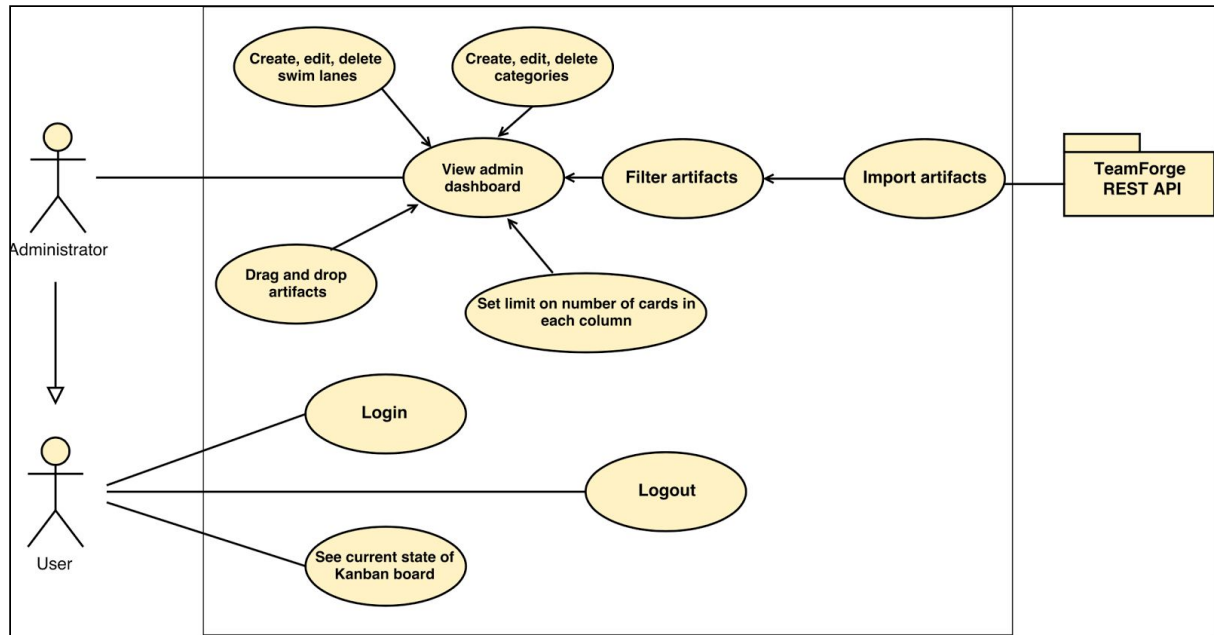 Create, edit, delete
swim lanes
Create, edit, delete
categories
View admin
dashboard
Filter artifacts
Import artifacts
TeamForge
REST API
Administrator
Drag and drop
artifacts
Set limit on number of cards in
each column
Login
Logout
User
See current state of
Kanban board